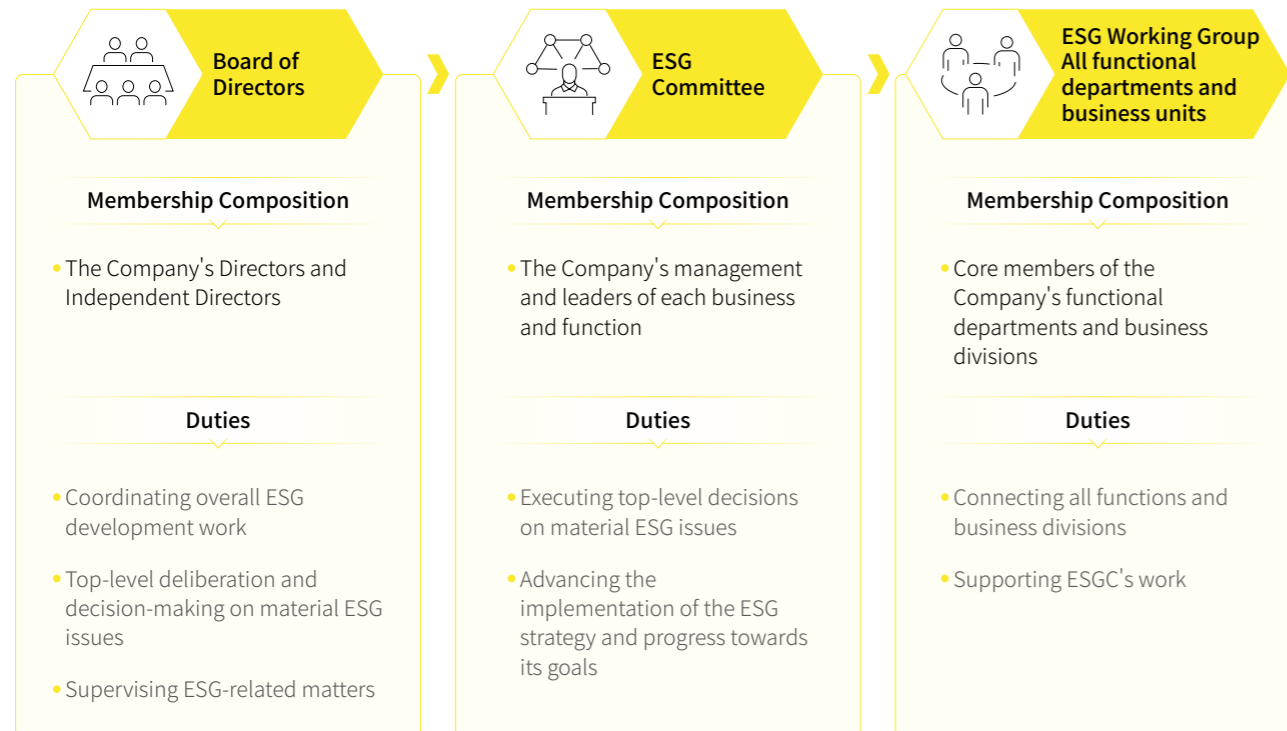 Board of
Directors
Membership Composition
• The Company's Directors and
Independent Directors
Duties
• Coordinating overall ESG
development work
• Top-level deliberation and
decision-making on material ESG
issues
• Supervising ESG-related matters
ESG
Committee
Membership Composition
• The Company's management
and leaders of each business
and function
Duties
• Executing top-level decisions
on material ESG issues
• Advancing the
implementation of the ESG
strategy and progress towards
its goals
ESG Working Group
All functional
departments and
business units
Membership Composition
• Core members of the
Company's functional
departments and business
divisions
Duties
• Connecting all functions and
business divisions
• Supporting ESGC's work